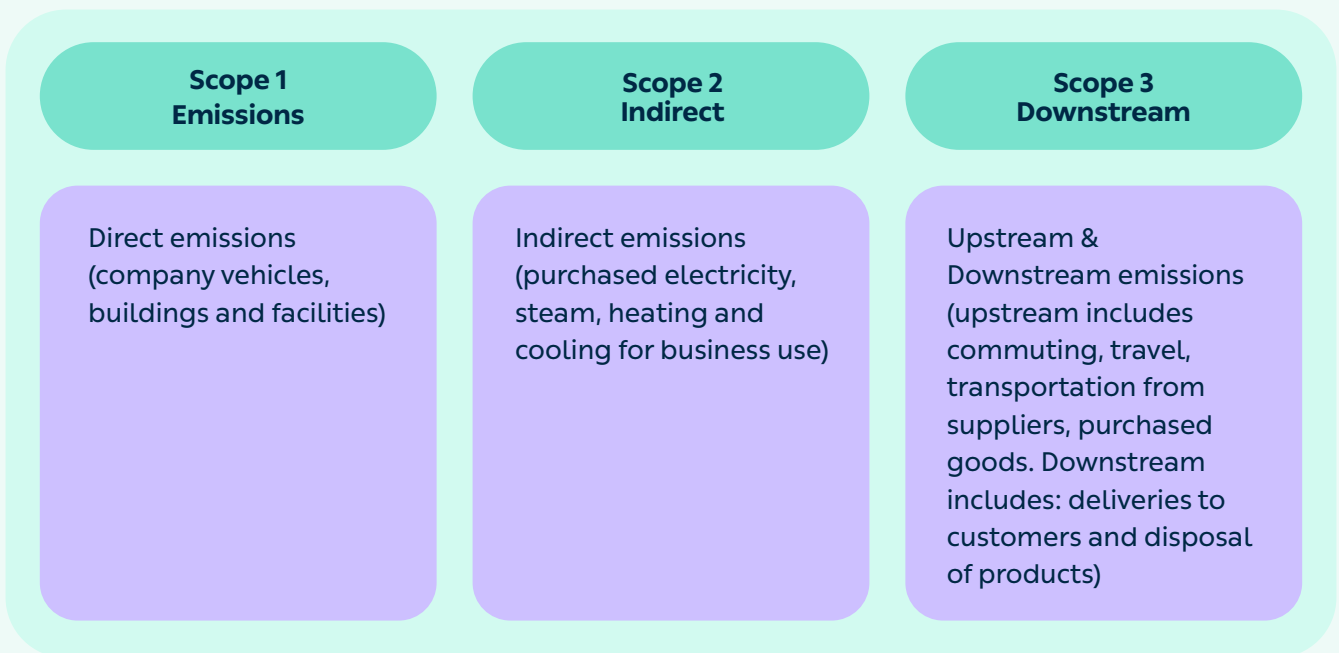 Scope 1
Emissions
Scope 2
Indirect
Scope 3
Downstream
Direct emissions
(company vehicles,
buildings and facilities)
Indirect emissions
(purchased electricity,
steam, heating and
cooling for business use)
Upstream &
Downstream emissions
(upstream includes
commuting, travel,
transportation from
suppliers, purchased
goods. Downstream
includes: deliveries to
customers and disposal
of products)